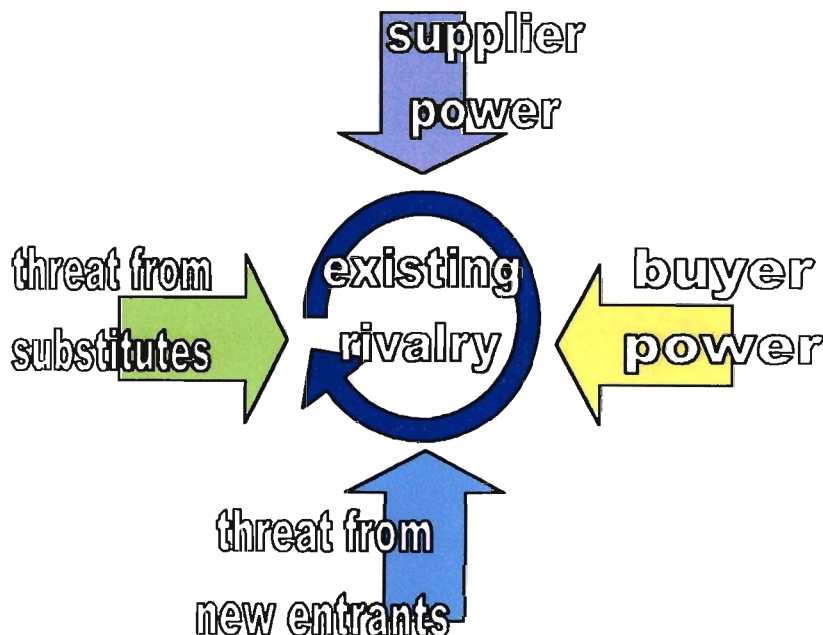 supplier
power
threat from
substitutes
existing
rivalry
buyer
power
threat from
new entrants